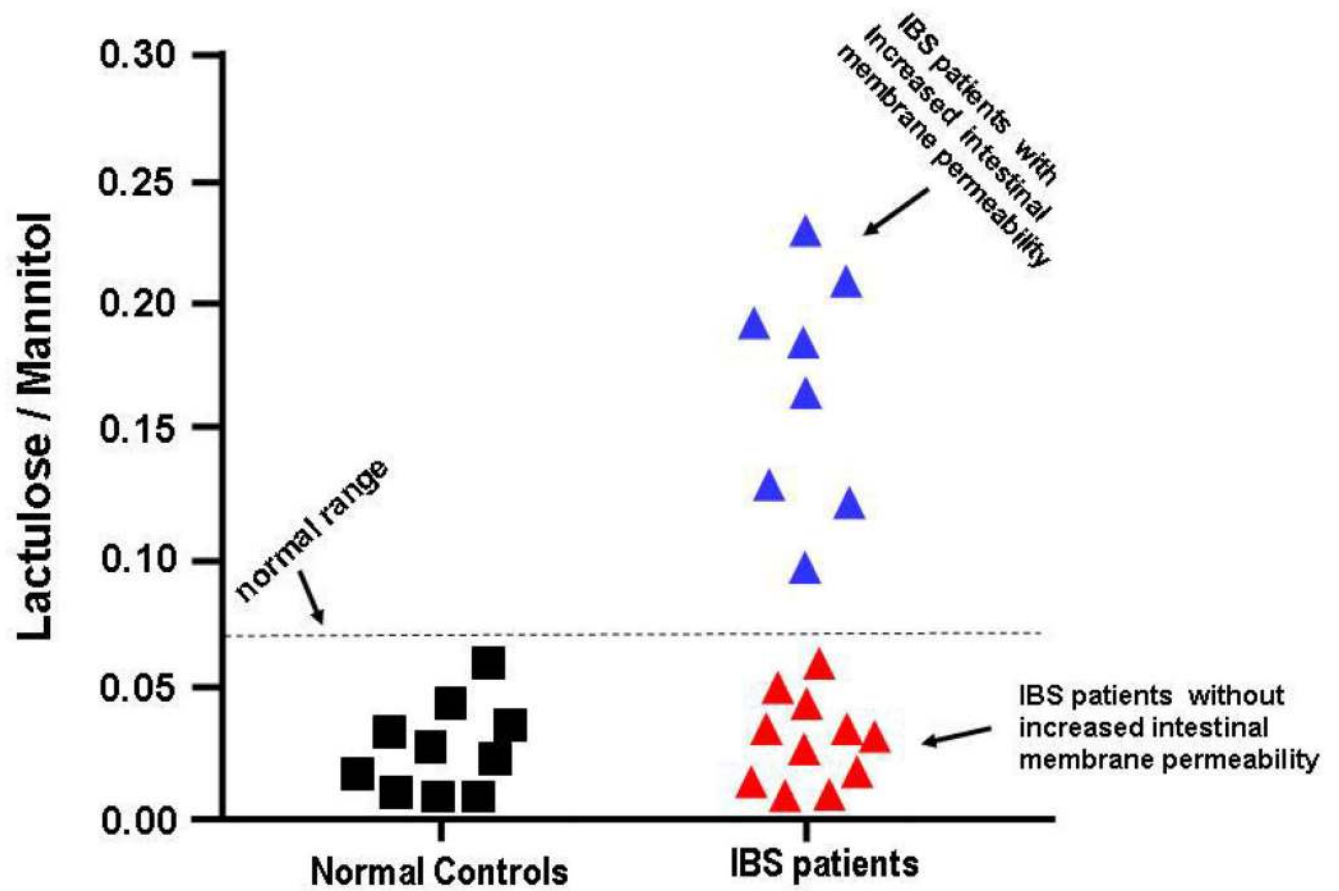 0.30
0.25
0.20
0.15
0.10
0.05
0.00
Lactulose / Mannitol
normal range
IBS patients with
Increased intestinal
membrane permeability
IBS patients without
increased intestinal
membrane permeability
Normal Controls
IBS patients